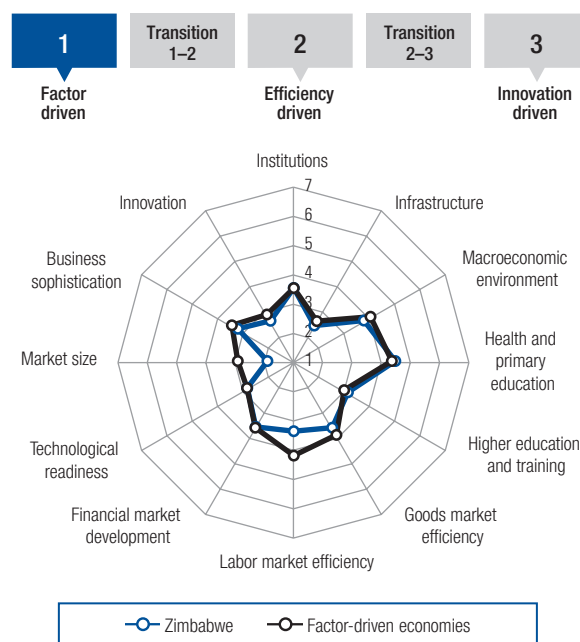 1
Transition
1–2
2
Transition
2–3
3
Factor
driven
Efficiency
driven
Innovation
driven
Institutions
Innovation
Infrastructure
Business
sophistication
Macroeconomic
environment
Market size
Health and
primary
education
Technological
readiness
Higher education
and training
Financial market
development
Goods market
efficiency
Labor market efficiency
7
6
5
4
3
2
1
Zimbabwe
Factor-driven economies